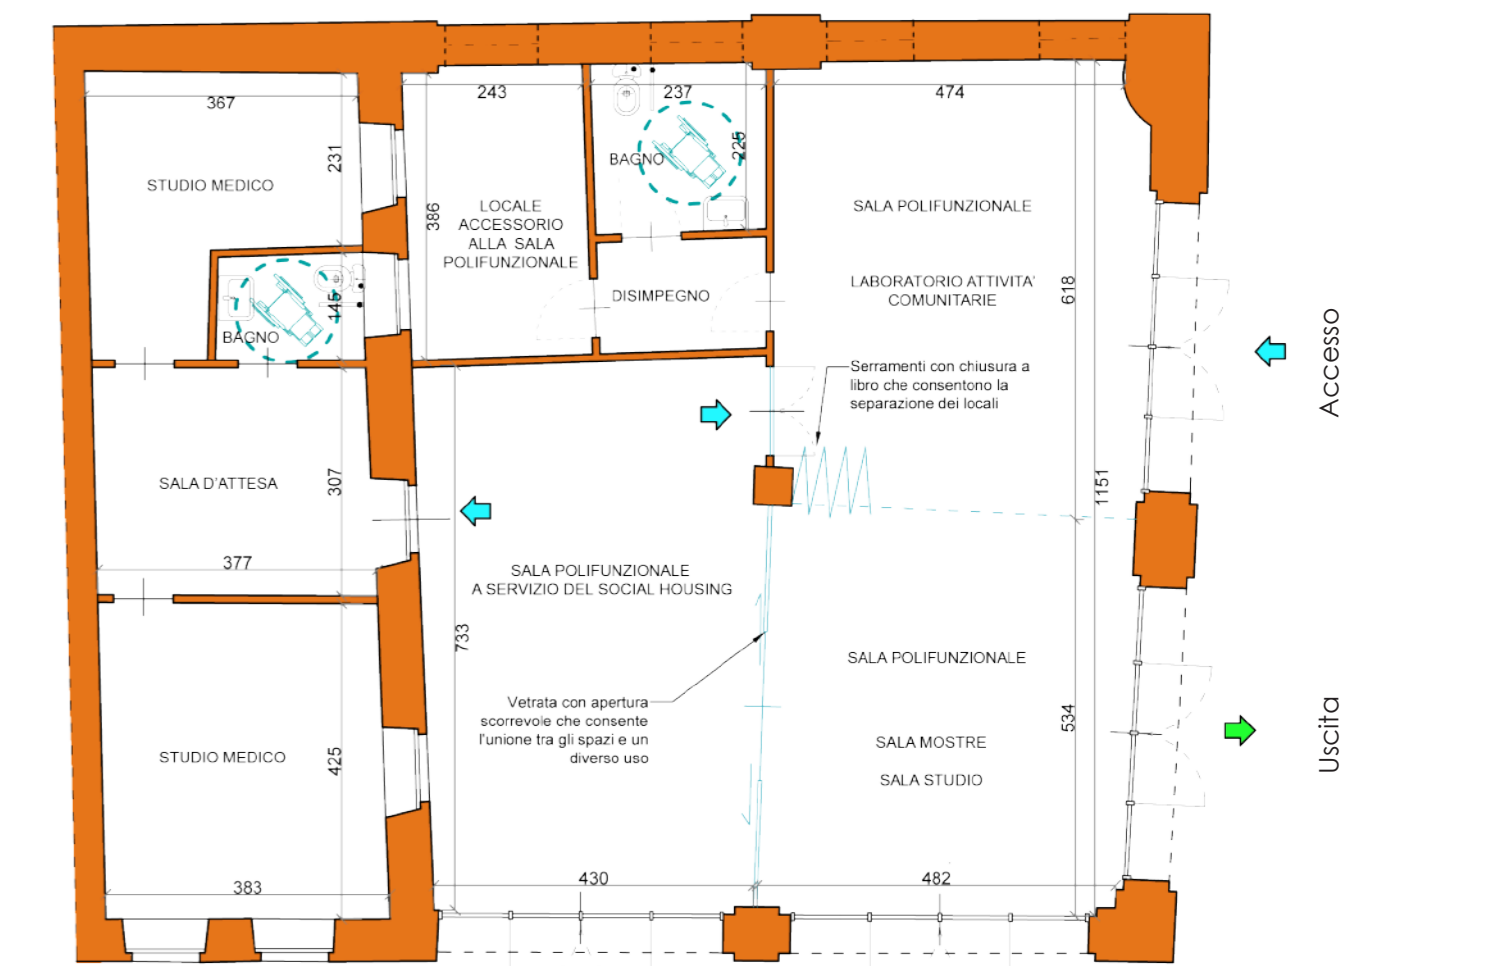 367
243
237
474
231
225
STUDIO MEDICO
BAGNO
386
LOCALE
ACCESSORIO
ALLA SALA
POLIFUNZIONALE
SALA POLIFUNZIONALE
LABORATORIO ATTIVITA'
COMUNITARIE
618
DISIMPEGNO
145
BAGNO
Accesso
Serramenti con chiusura a
libro che consentono la
separazione dei locali
SALA D'ATTESA
307
1151
377
SALA POLIFUNZIONALE
A SERVIZIO DEL SOCIAL HOUSING
733
SALA POLIFUNZIONALE
Vetrata con apertura
scorrevole che consente
l'unione tra gli spazi e un
diverso uso
534
SALA MOSTRE
SALA STUDIO
Uscita
STUDIO MEDICO
425
383
430
482